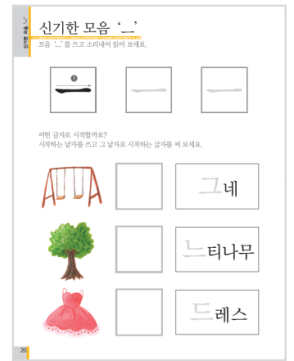 신기한 모음 ‘ㅡ’
모음 ‘ㅡ’를 쓰고 소리내어 읽어 보세요.
ㅡ ㅡ ㅡ
어떤 글자로 시작할까요?
시작하는 낱자를 쓰고 그 낱자로 시작하는 글자를 써 보세요.
그네
느티나무
드레스